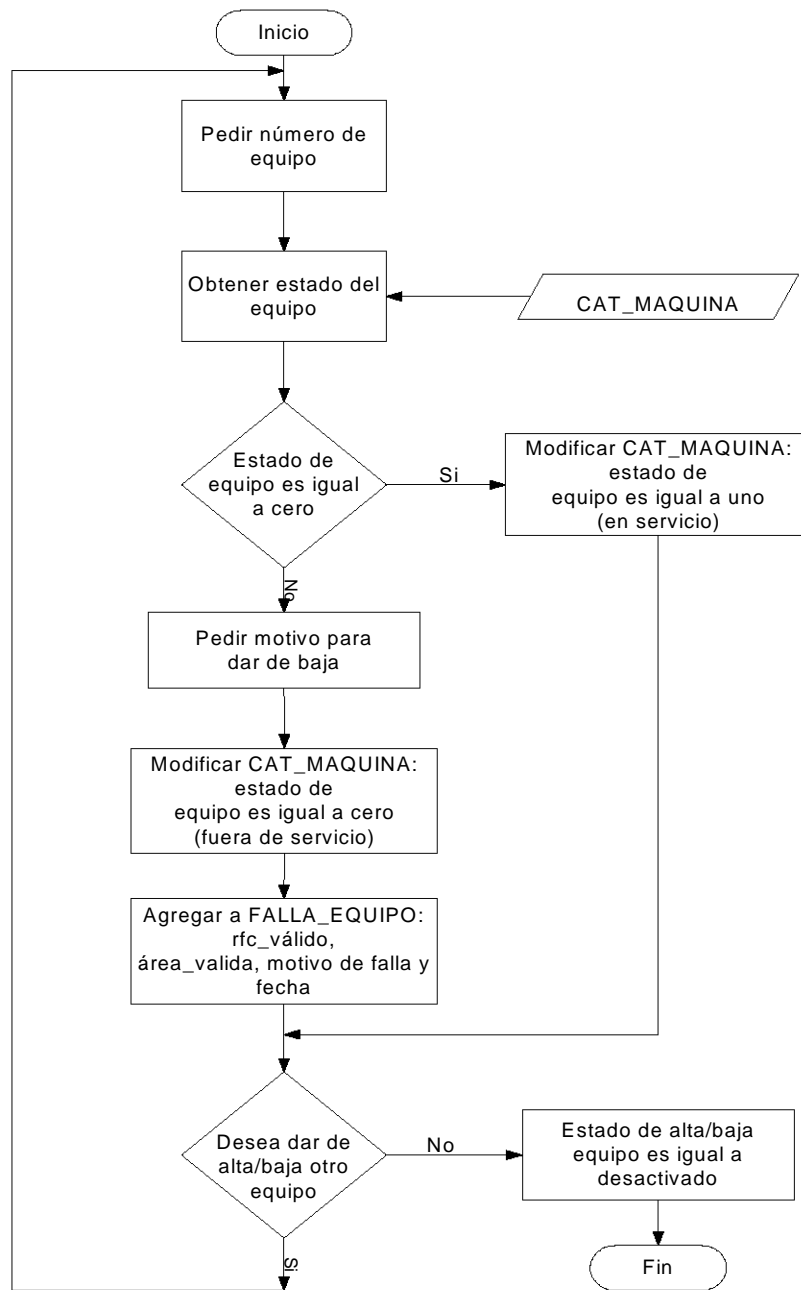 Inicio
Pedir número de
equipo
Obtener estado del
equipo
CAT_MAQUINA
Estado de
equipo es igual
a cero
Si
Modificar CAT_MAQUINA:
estado de
equipo es igual a uno
(en servicio)
No
Pedir motivo para
dar de baja
Modificar CAT_MAQUINA:
estado de
equipo es igual a cero
(fuera de servicio)
Agregar a FALLA_EQUIPO:
rfc_válido,
área_valida, motivo de falla y
fecha
Desea dar de
alta/baja otro
equipo
No
Estado de alta/baja
equipo es igual a
desactivado
Si
Fin